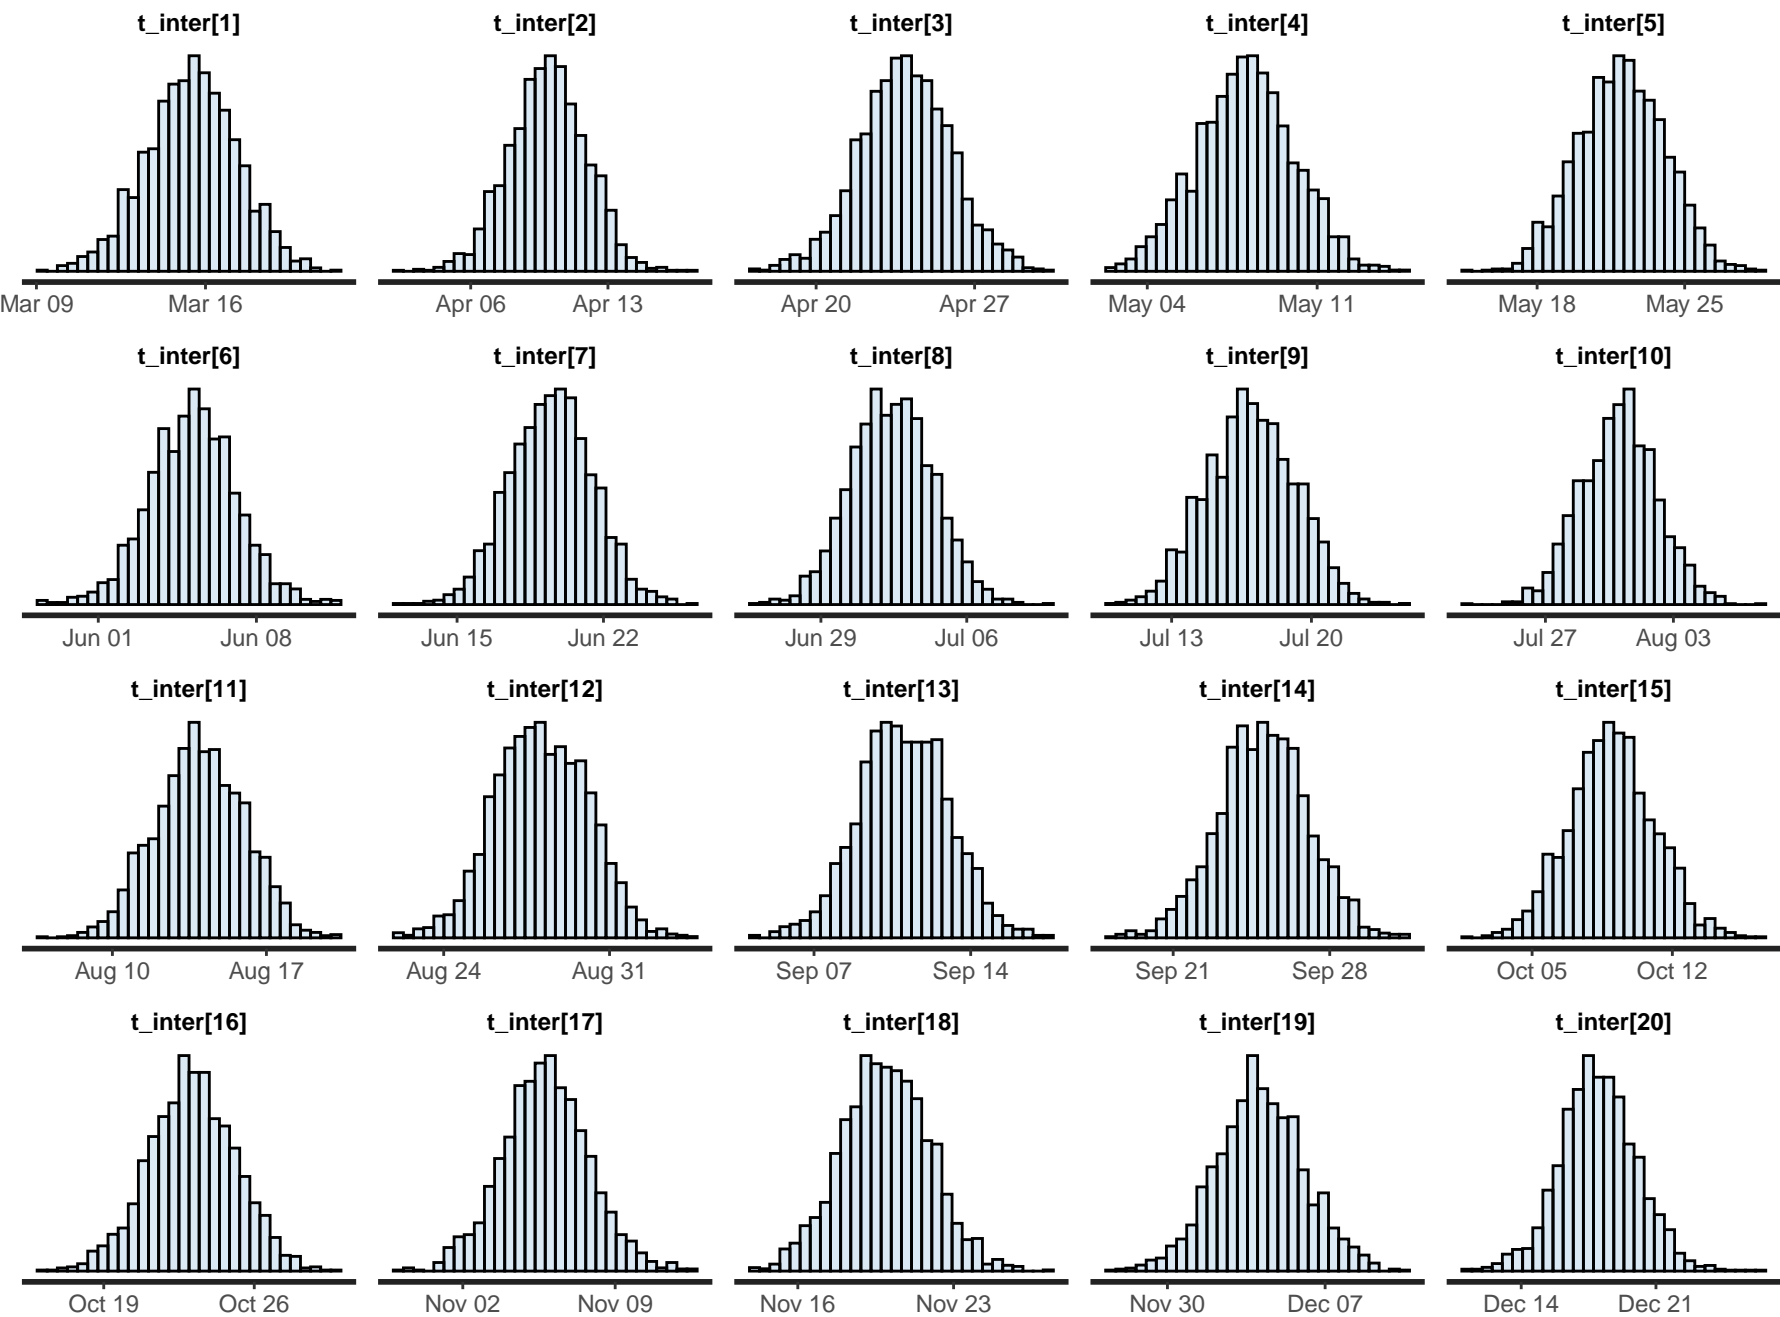 t_inter[1] t_inter[2] t_inter[3] t_inter[4] t_inter[5]
Mar 09 Mar 16 Apr 06 Apr 13 Apr 20 Apr 27 May 04 May 11 May 18 May 25
t_inter[6] t_inter[7] t_inter[8] t_inter[9] t_inter[10]
Jun 01 Jun 08 Jun 15 Jun 22 Jun 29 Jul 06 Jul 13 Jul 20 Jul 27 Aug 03
t_inter[11] t_inter[12] t_inter[13] t_inter[14] t_inter[15]
Aug 10 Aug 17 Aug 24 Aug 31 Sep 07 Sep 14 Sep 21 Sep 28 Oct 05 Oct 12
t_inter[16] t_inter[17] t_inter[18] t_inter[19] t_inter[20]
Oct 19 Oct 26 Nov 02 Nov 09 Nov 16 Nov 23 Nov 30 Dec 07 Dec 14 Dec 21